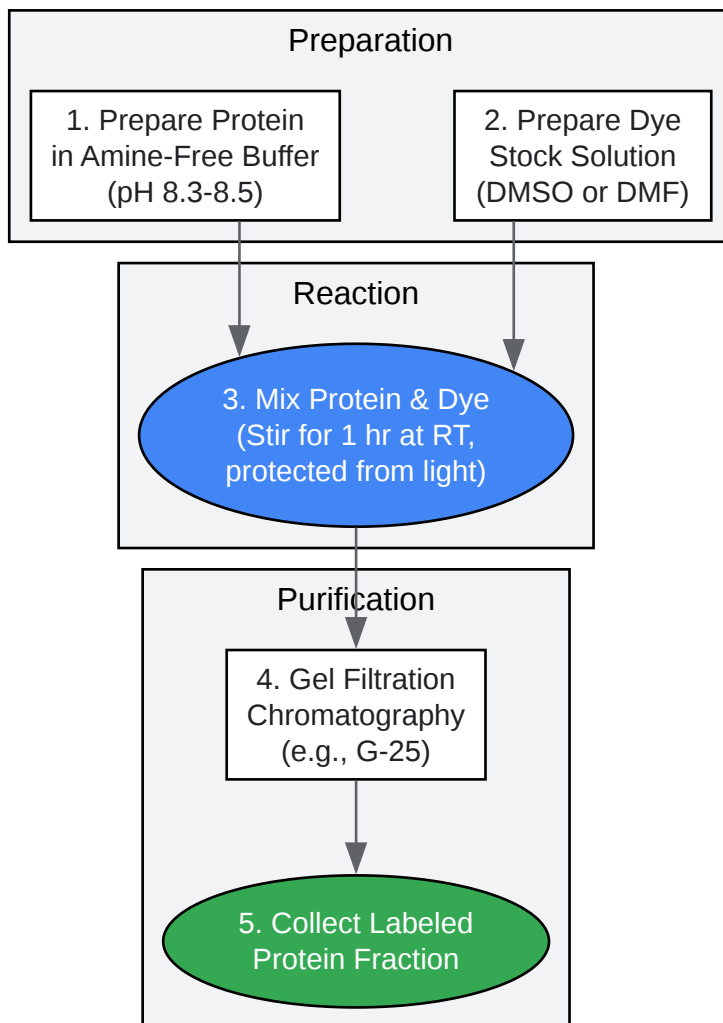 Preparation
1. Prepare Protein
in Amine-Free Buffer
(pH 8.3-8.5)
2. Prepare Dye
Stock Solution
(DMSO or DMF)
Reaction
3. Mix Protein & Dye
(Stir for 1 hr at RT,
protected from light)
Purification
4. Gel Filtration
Chromatography
(e.g., G-25)
5. Collect Labeled
Protein Fraction